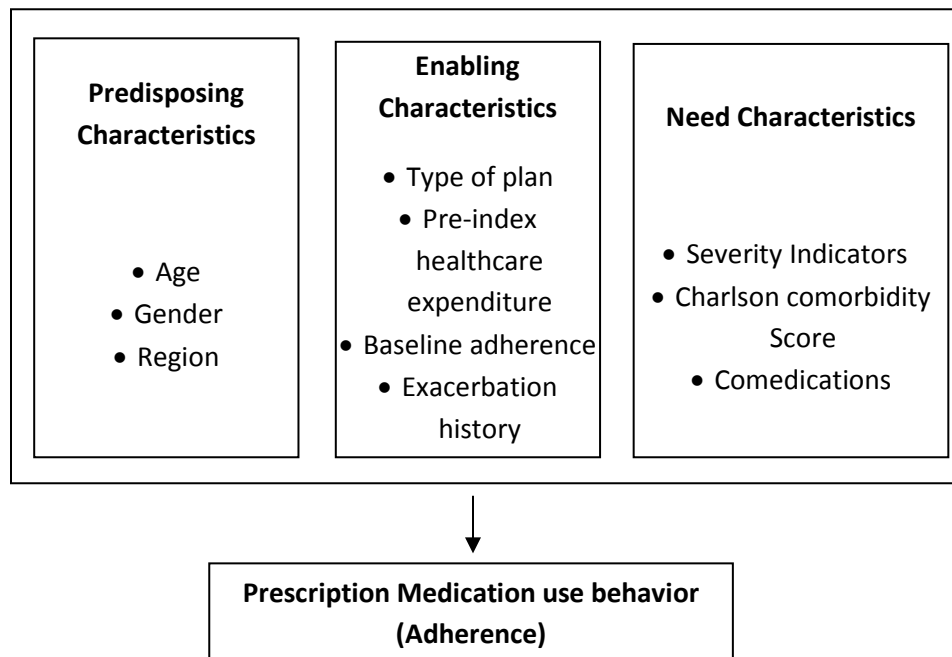 Predisposing
Characteristics
• Age
• Gender
• Region
Enabling
Characteristics
• Type of plan
• Pre-index
healthcare
expenditure
• Baseline adherence
• Exacerbation
history
Need Characteristics
• Severity Indicators
• Charlson comorbidity
Score
• Comedications
Prescription Medication use behavior
(Adherence)